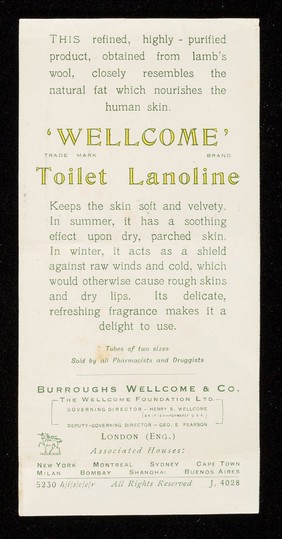 THIS refined, highly - purified
product, obtained from lamb's
wool, closely resembles the
natural fat which nourishes the
human skin.
'WELLCOME'
TRADE MARK BRAND
Toilet Lanoline
Keeps the skin soft and velvety.
In summer, it has a soothing
effect upon dry, parched skin.
In winter, it acts as a shield
against raw winds and cold, which
would otherwise cause rough skins
and dry lips. Its delicate,
refreshing fragrance makes it a
delight to use.
Tubes of two sizes
Sold by all Pharmacists and Druggists
BURROUGHS WELLCOME & CO.
THE WELLCOME FOUNDATION LTD.
GOVERNING DIRECTOR - HENRY S. WELLCOME
DEPUTY-GOVERNING DIRECTOR - GEO. E. PEARSON
LONDON (ENG.)
Associated Houses:
NEW YORK MONTREAL SYDNEY CAPE TOWN
MILAN BOMBAY SHANGHAI BUENOS AIRES
5230 All Rights Reserved J. 4028